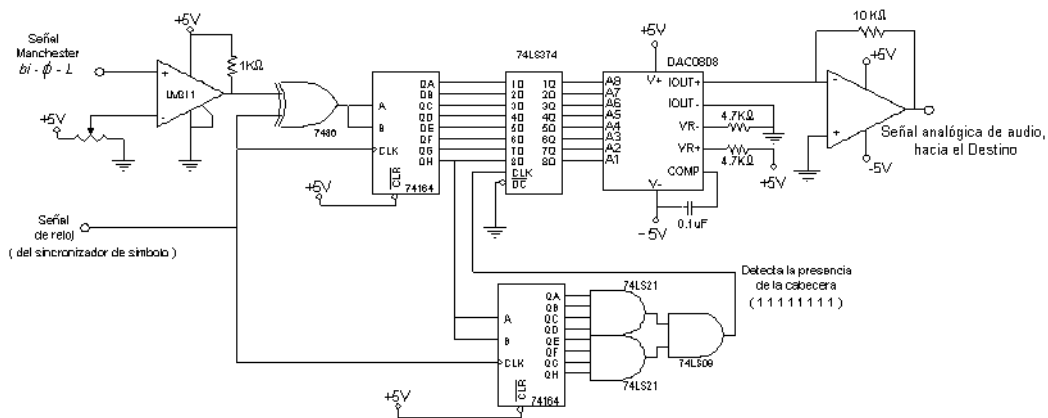 Señal
Manchester
bi - ϕ - L
+5V
+5V
1KΩ
+
LM311
-
7486
+5V
A
B
CLK
CLR
74164
QA
QB
QC
QD
QE
QF
QG
QH
74LS374
1D
2D
3D
4D
5D
6D
7D
8D
CLK
OC
1Q
2Q
3Q
4Q
5Q
6Q
7Q
8Q
+5V
DAC0808
V+
A8
A7
A6
A5
A4
A3
A2
A1
V-
IOUT+
IOUT-
VR-
VR+
COMP
4.7KΩ
4.7KΩ
+5V
-5V
0.1uF
10KΩ
+5V
-
+
-5V
Señal analógica de audio,
hacia el Destino
Señal
de reloj
( del sincronizador de símbolo )
Detecta la presencia
de la cabecera
( 1 1 1 1 1 1 1 1 )
A
B
CLK
CLR
74164
+5V
QA
QB
QC
QD
QE
QF
QG
QH
74LS21
74LS21
74LS08